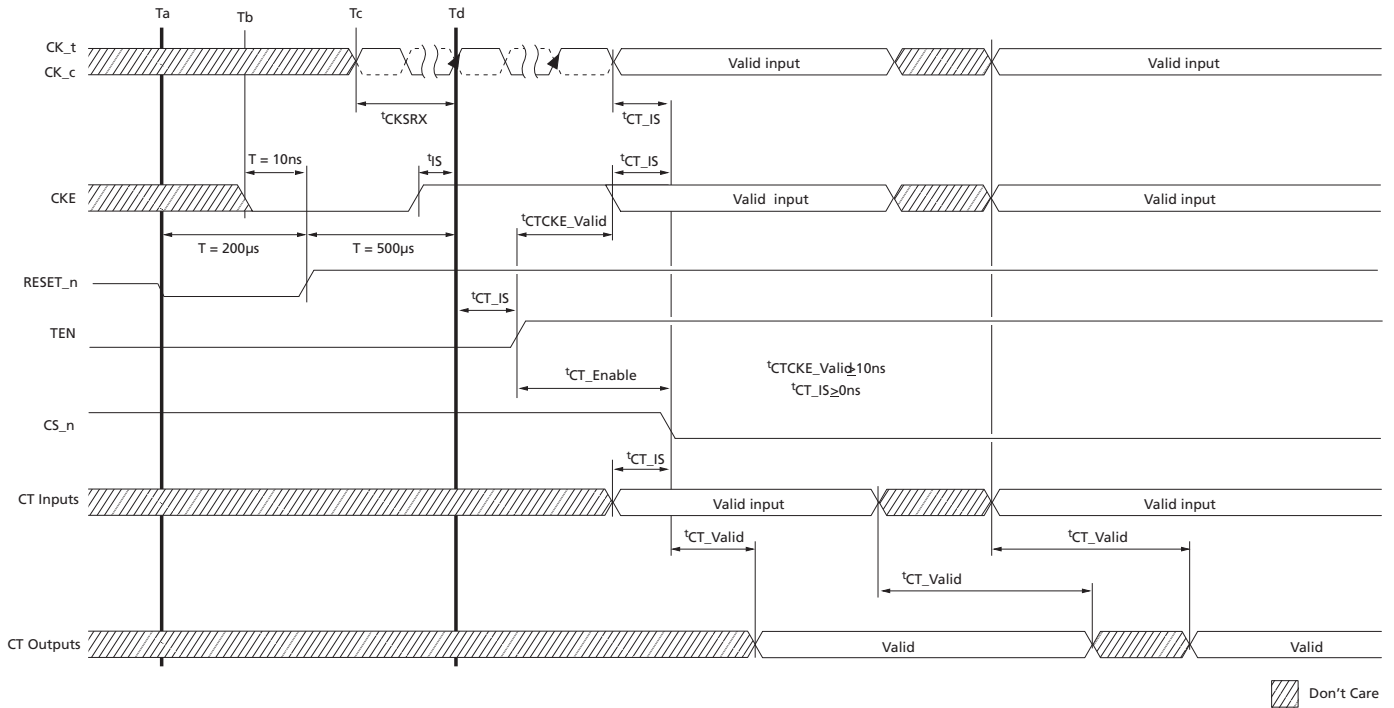 Ta
Tb
Tc
Td
CK_t
CK_c
Valid input
Valid input
tCKSRX
tCT_IS
T = 10ns
tIS
tCT_IS
CKE
Valid input
Valid input
tCTCKE_Valid
T = 200µs
T = 500µs
RESET_n
tCT_IS
TEN
tCT_Enable
tCTCKE_Valid≥10ns
tCT_IS≥0ns
CS_n
tCT_IS
CT Inputs
Valid input
Valid input
tCT_Valid
tCT_Valid
tCT_Valid
CT Outputs
Valid
Valid
Don't Care